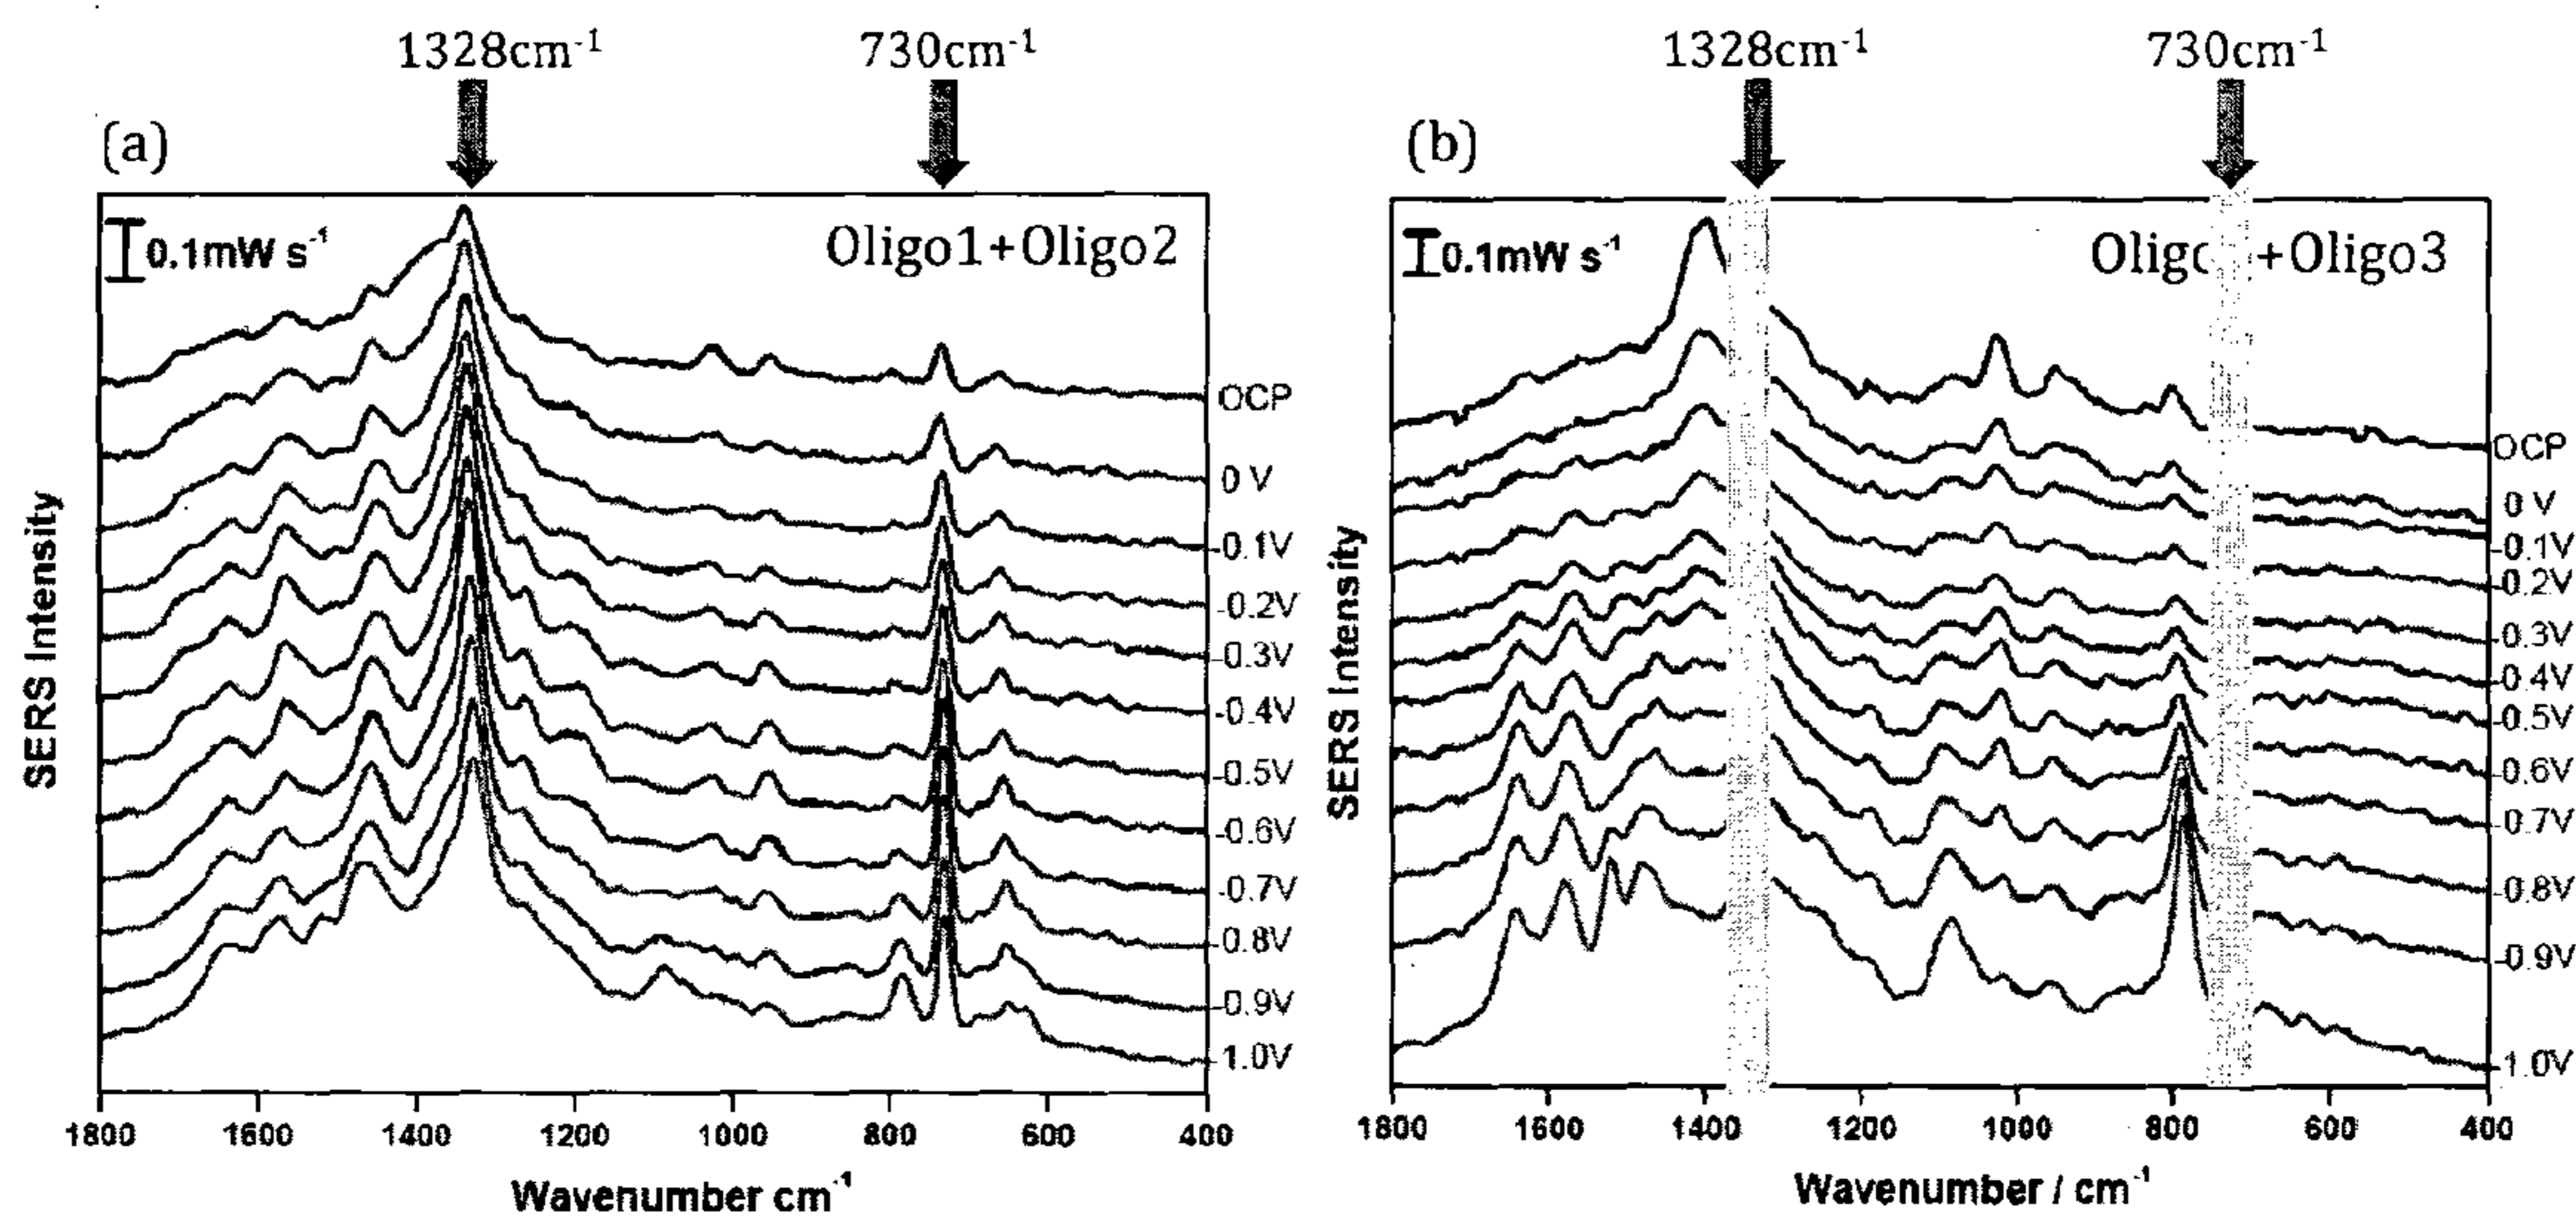 1328cm-1 730cm-1
(a)
0.1mW s-1
Oligo1+Oligo2
OCP
0 V
-0.1V
-0.2V
-0.3V
-0.4V
-0.5V
-0.6V
-0.7V
-0.8V
-0.9V
-1.0V
SERS Intensity
1800 1600 1400 1200 1000 800 600 400
Wavenumber cm-1
1328cm-1 730cm-1
(b)
0.1mW s-1
+Oligo3
OCP
0 V
-0.1V
-0.2V
-0.3V
-0.4V
-0.5V
-0.6V
-0.7V
-0.8V
-0.9V
-1.0V
SERS Intensity
1800 1600 1400 1200 1000 800 600 400
Wavenumber / cm-1